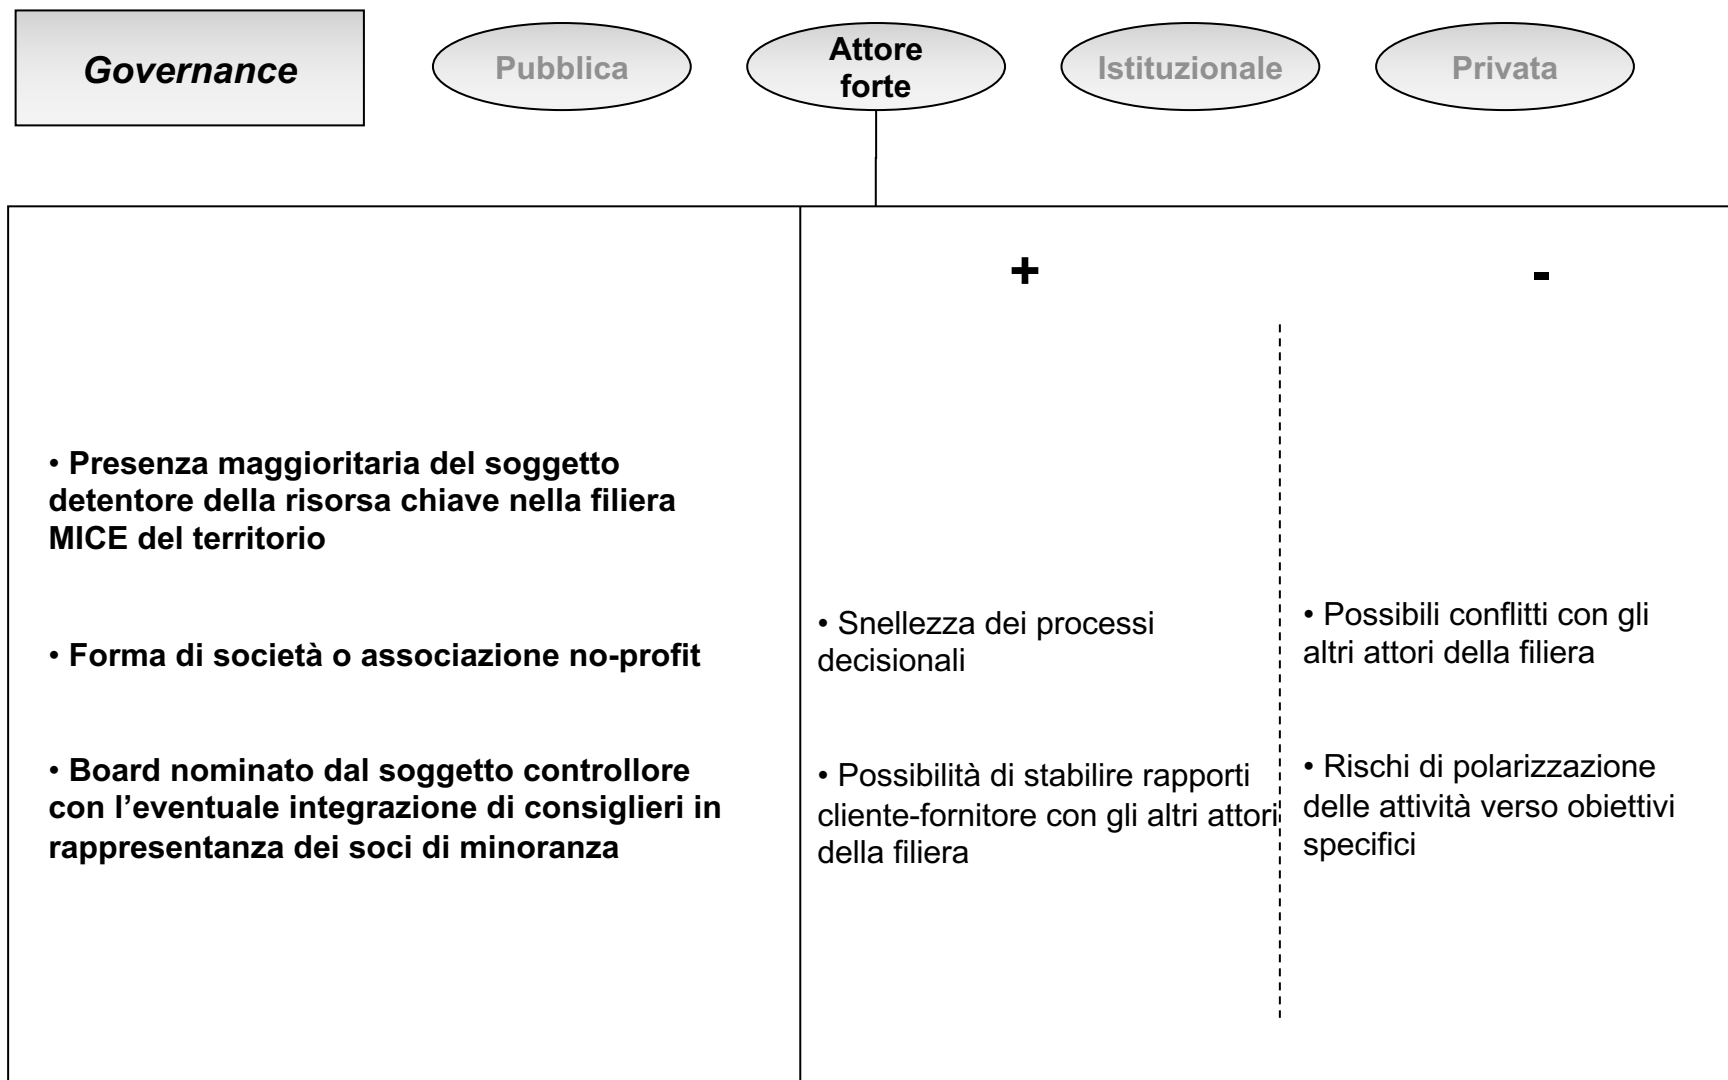 Governance
Pubblica
Attore
forte
Istituzionale
Privata
• Presenza maggioritaria del soggetto
detentore della risorsa chiave nella filiera
MICE del territorio
• Forma di società o associazione no-profit
• Board nominato dal soggetto controllore
con l’eventuale integrazione di consiglieri in
rappresentanza dei soci di minoranza
+
• Snellezza dei processi
decisionali
• Possibilità di stabilire rapporti
cliente-fornitore con gli altri attori
della filiera
-
• Possibili conflitti con gli
altri attori della filiera
• Rischi di polarizzazione
delle attività verso obiettivi
specifici